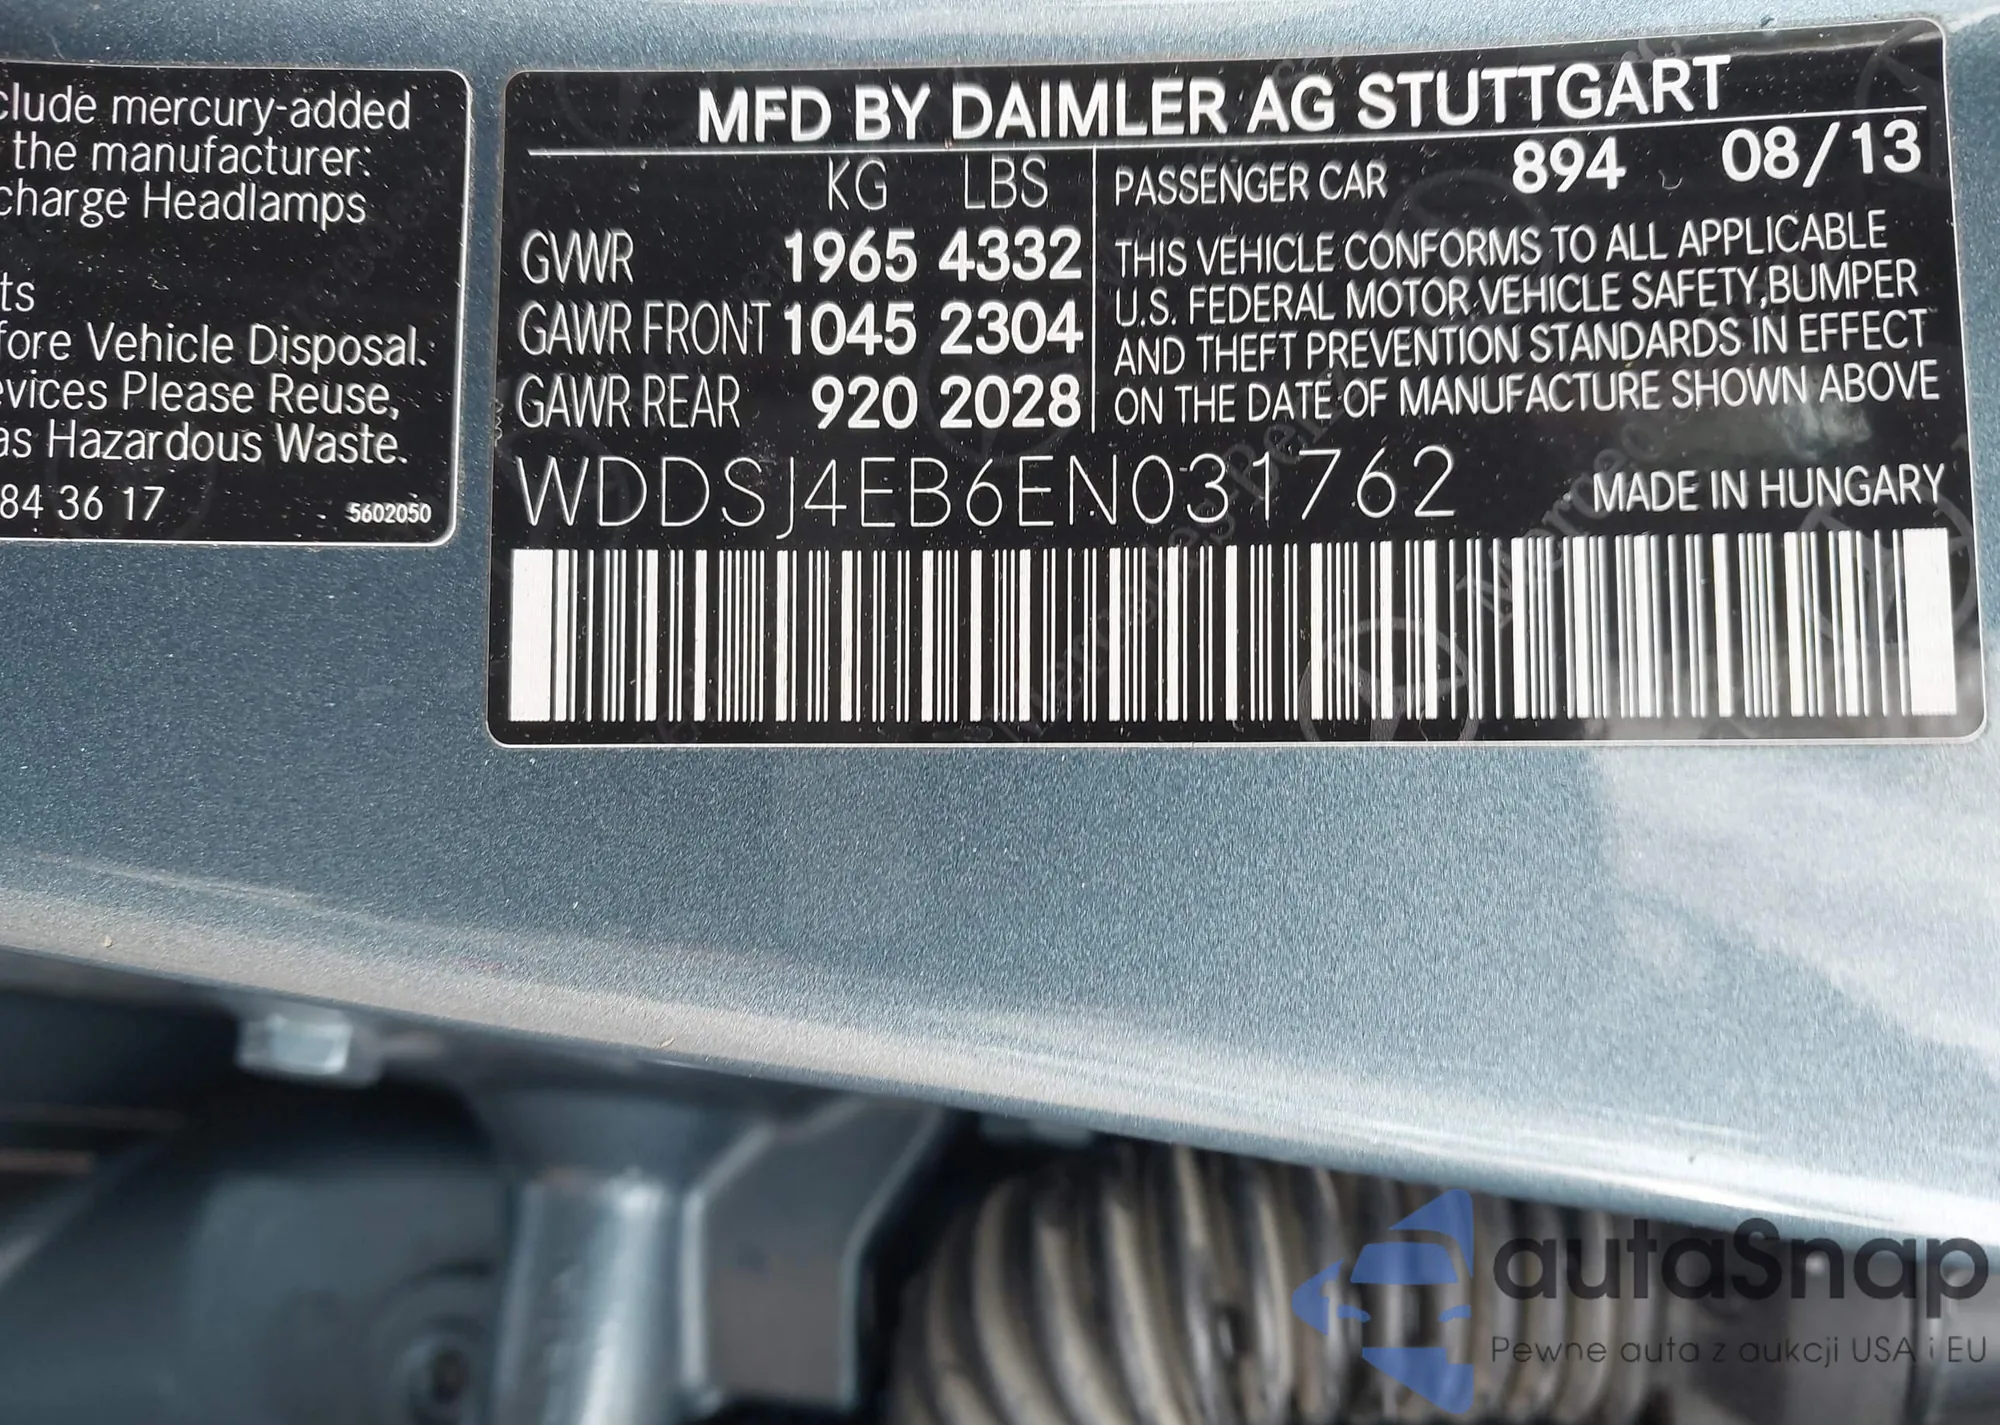 clude mercury-added
the manufacturer:
charge Headlamps
ts
fore Vehicle Disposal.
evices Please Reuse,
as Hazardous Waste.
84 36 17
5602050
MFD BY DAIMLER AG STUTTGART
KG LBS
GVWR 1965 4332
GAWR FRONT 1045 2304
GAWR REAR 920 2028
PASSENGER CAR 894 08/13
THIS VEHICLE CONFORMS TO ALL APPLICABLE
U.S. FEDERAL MOTOR VEHICLE SAFETY,BUMPER
AND THEFT PREVENTION STANDARDS IN EFFECT
ON THE DATE OF MANUFACTURE SHOWN ABOVE
WDDSJ4EB6EN031762
MADE IN HUNGARY
autaSnap
Pewne auta z aukcji USA i EU